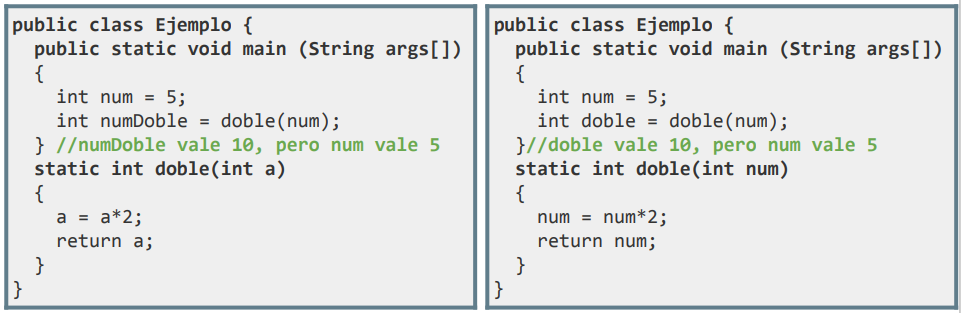 public class Ejemplo {
public static void main (String args[])
{
int num = 5;
int numDoble = doble(num);
} //numDoble vale 10, pero num vale 5
static int doble(int a)
{
a = a*2;
return a;
}
}
public class Ejemplo {
public static void main (String args[])
{
int num = 5;
int doble = doble(num);
}//doble vale 10, pero num vale 5
static int doble(int num)
{
num = num*2;
return num;
}
}